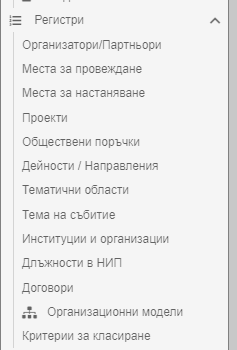 Регистри
Организатори/Партньори
Места за провеждане
Места за настаняване
Проекти
Обществени поръчки
Дейности / Направления
Тематични области
Тема на събитие
Институции и организации
Длъжности в НИП
Договори
Организационни модели
Критерии за класиране